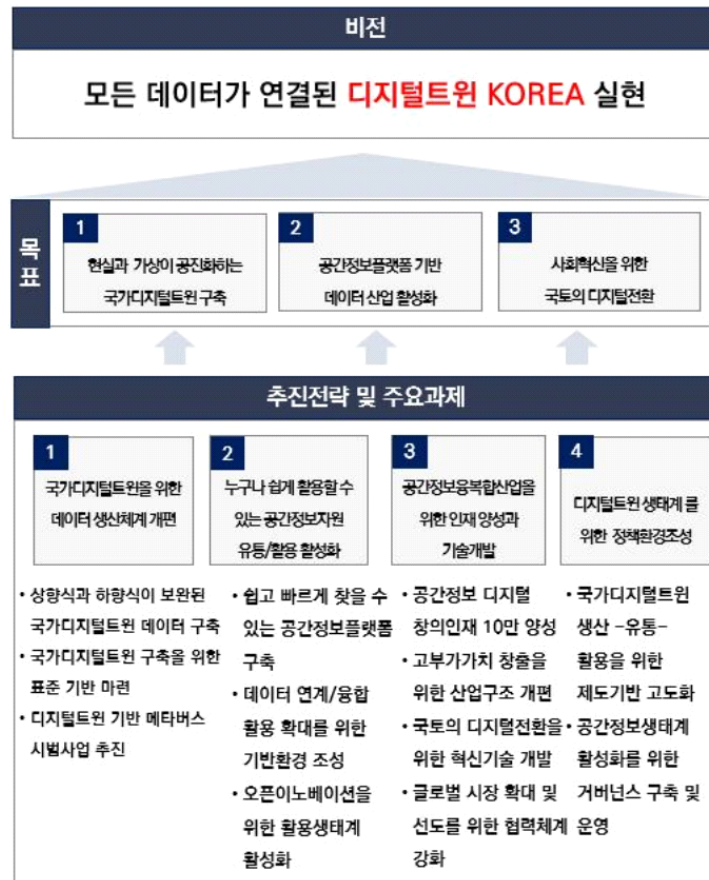 비전
모든 데이터가 연결된 디지털트윈 KOREA 실현
목표
1
현실과 가상이 공진화하는
국가디지털트윈 구축
2
공간정보플랫폼 기반
데이터 산업 활성화
3
사회혁신을 위한
국토의 디지털전환
추진전략 및 주요과제
1
국가디지털트윈을 위한
데이터 생산체계 개편
• 상향식과 하향식이 보완된
국가디지털트윈 데이터 구축
• 국가디지털트윈 구축을 위한
표준 기반 마련
• 디지털트윈 기반 메타버스
시범사업 추진
2
누구나 쉽게 활용할 수
있는 공간정보자원
유통/활용 활성화
• 쉽고 빠르게 찾을 수
있는 공간정보플랫폼
구축
• 데이터 연계/융합
활용 확대를 위한
기반환경 조성
• 오픈이노베이션을
위한 활용생태계
활성화
3
공간정보융복합산업을
위한 인재 양성과
기술개발
• 공간정보 디지털
창의인재 10만 양성
• 고부가가치 창출을
위한 산업구조 개편
• 국토의 디지털전환을
위한 혁신기술 개발
• 글로벌 시장 확대 및
선도를 위한 협력체계
강화
4
디지털트윈 생태계 를
위한 정책환경조성
• 국가디지털트윈
생산 –유통–
활용을 위한
제도기반 고도화
• 공간정보생태계
활성화를 위한
거버넌스 구축 및
운영